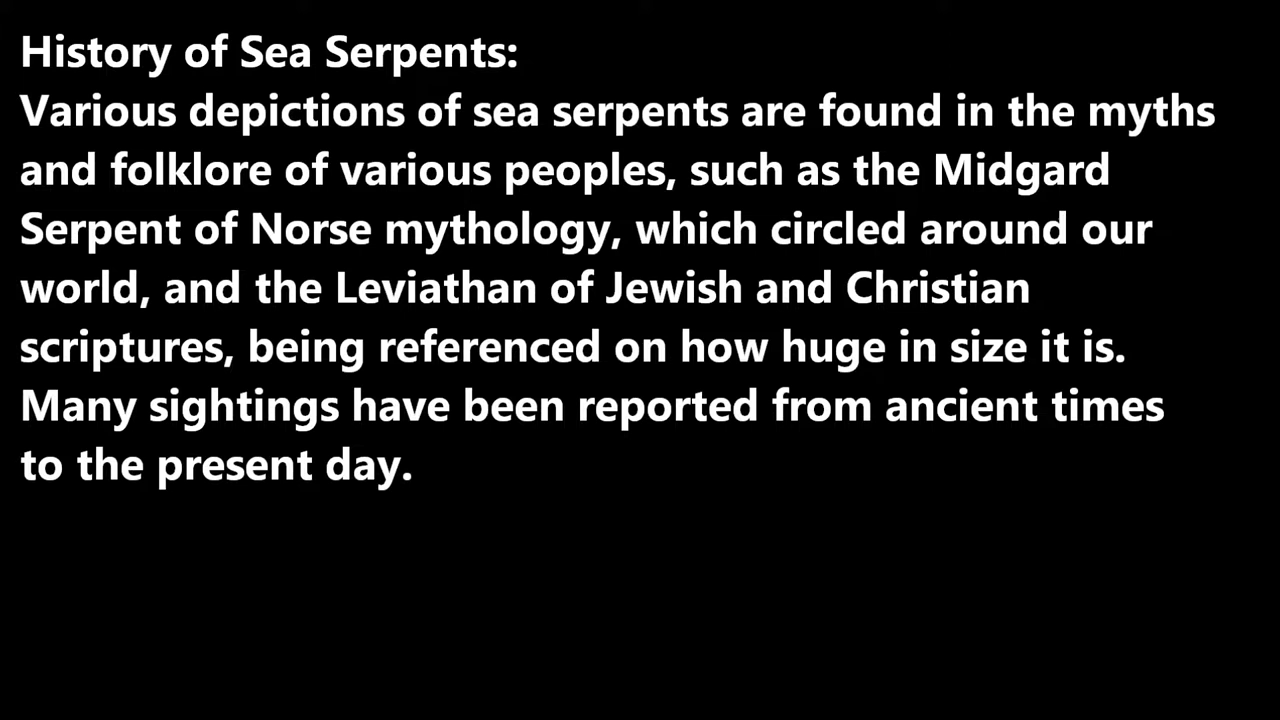 History of Sea Serpents:
Various depictions of sea serpents are found in the myths
and folklore of various peoples, such as the Midgard
Serpent of Norse mythology, which circled around our
world, and the Leviathan of Jewish and Christian
scriptures, being referenced on how huge in size it is.
Many sightings have been reported from ancient times
to the present day.